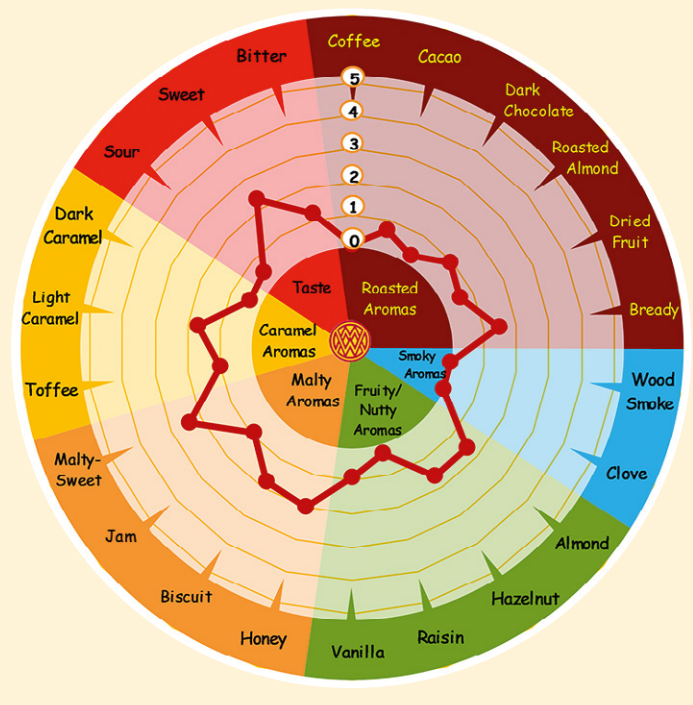 Coffee
Cacao
Dark
Chocolate
Roasted
Almond
Dried
Fruit
Bready
Wood
Smoke
Clove
Almond
Hazelnut
Raisin
Vanilla
Honey
Biscuit
Jam
Malty-
Sweet
Toffee
Light
Caramel
Dark
Caramel
Sour
Sweet
Bitter
5
4
3
2
1
0
Taste
Roasted
Aromas
Caramel
Aromas
Smoky
Aromas
Malty
Aromas
Fruity/
Nutty
Aromas